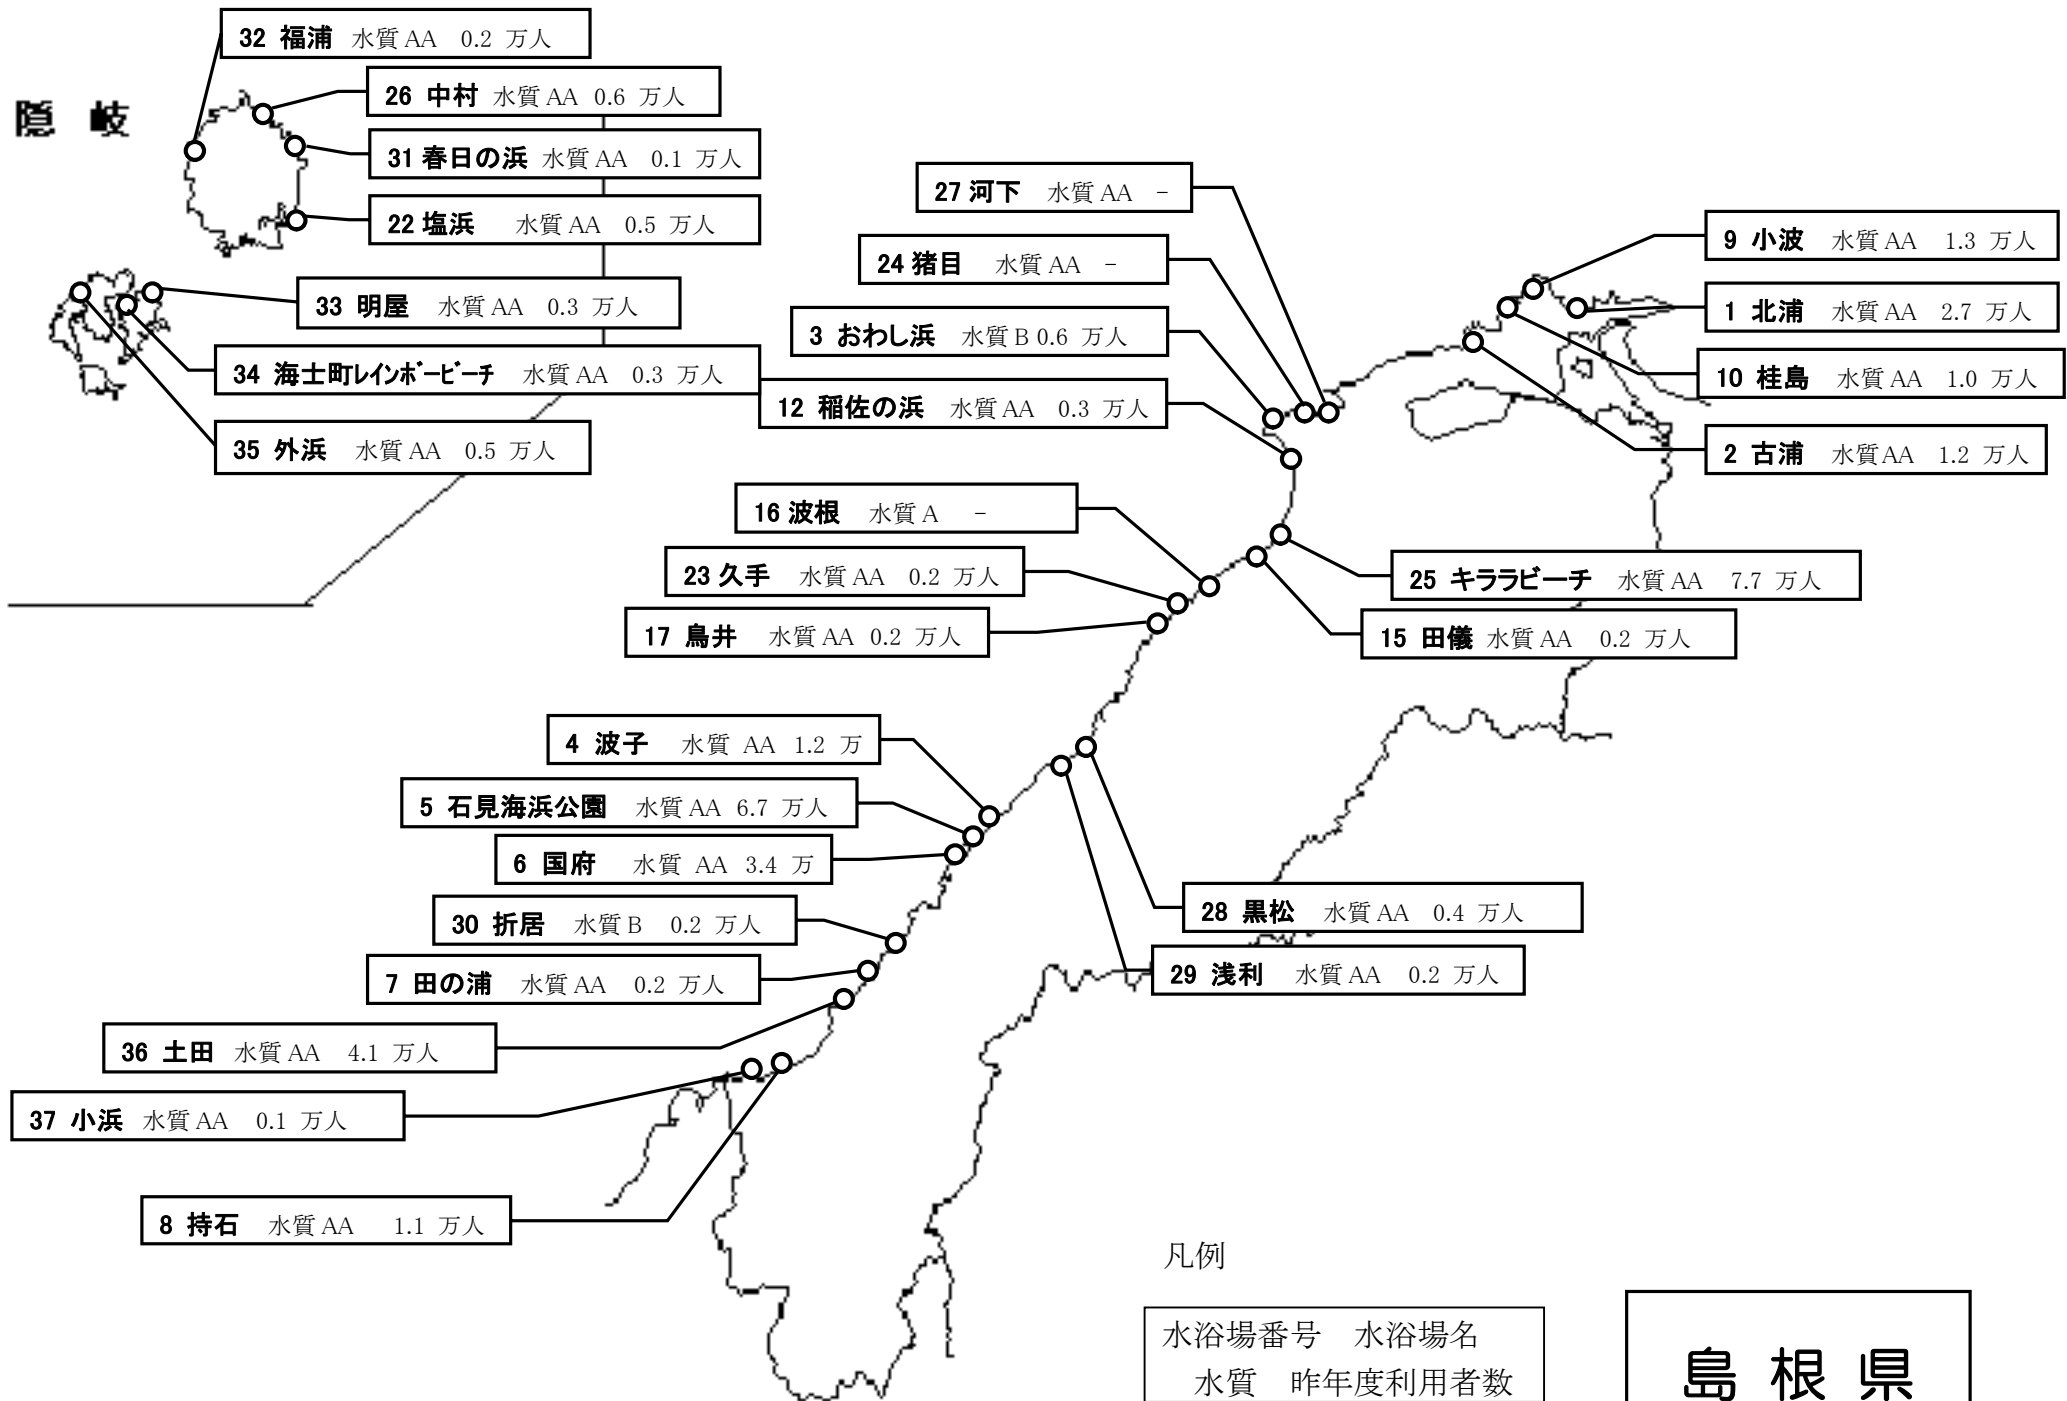 32 福浦 水質 AA 0.2 万人
隠 岐
26 中村 水質 AA 0.6 万人
31 春日の浜 水質 AA 0.1 万人
22 塩浜 水質 AA 0.5 万人
33 明屋 水質 AA 0.3 万人
34 海士町ﾚｲﾝﾎﾞｰﾋﾞｰﾁ 水質 AA 0.3 万人
35 外浜 水質 AA 0.5 万人
27 河下 水質 AA -
24 猪目 水質 AA -
3 おわし浜 水質 B 0.6 万人
12 稲佐の浜 水質 AA 0.3 万人
9 小波 水質 AA 1.3 万人
1 北浦 水質 AA 2.7 万人
10 桂島 水質 AA 1.0 万人
2 古浦 水質 AA 1.2 万人
16 波根 水質 A -
23 久手 水質 AA 0.2 万人
17 鳥井 水質 AA 0.2 万人
25 キララビーチ 水質 AA 7.7 万人
15 田儀 水質 AA 0.2 万人
4 波子 水質 AA 1.2 万
5 石見海浜公園 水質 AA 6.7 万人
6 国府 水質 AA 3.4 万
30 折居 水質 B 0.2 万人
7 田の浦 水質 AA 0.2 万人
36 土田 水質 AA 4.1 万人
37 小浜 水質 AA 0.1 万人
8 持石 水質 AA 1.1 万人
28 黒松 水質 AA 0.4 万人
29 浅利 水質 AA 0.2 万人
凡例
水浴場番号 水浴場名
水質 昨年度利用者数
島根県